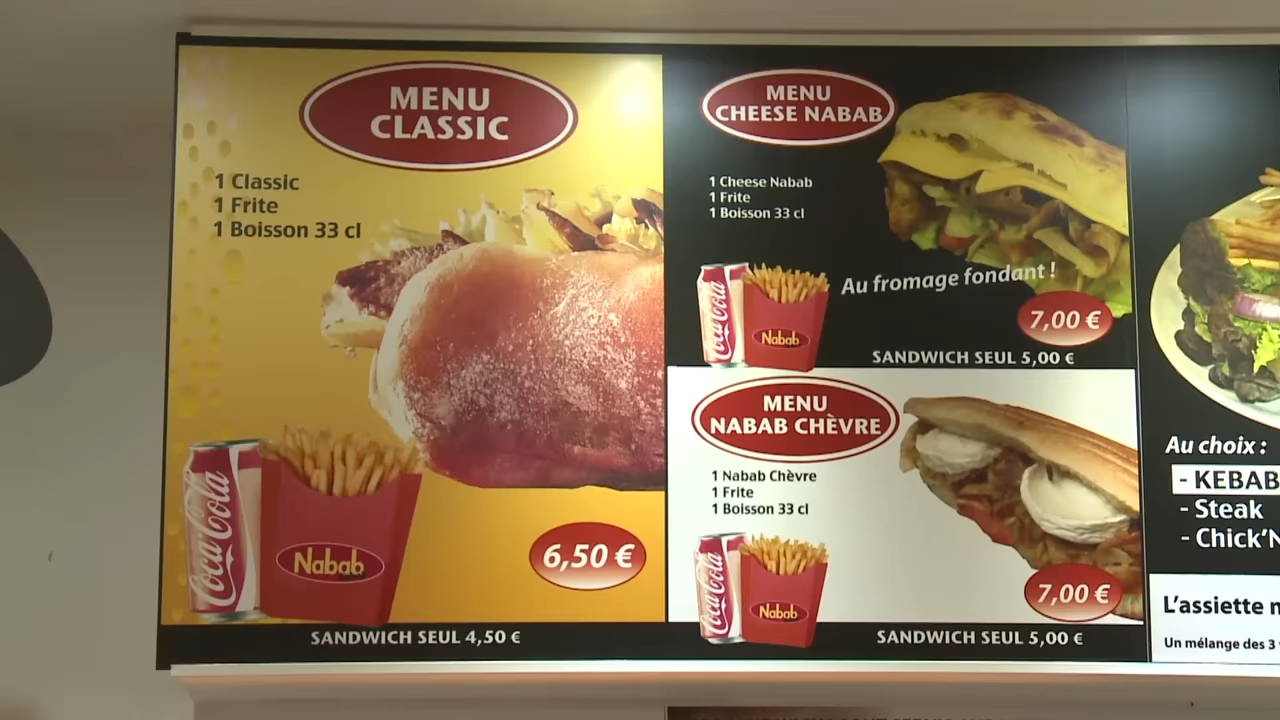 MENU
CLASSIC
1 Classic
1 Frite
1 Boisson 33 cl
Coca-Cola
Nabab
6,50 €
SANDWICH SEUL 4,50 €
MENU
CHEESE NABAB
1 Cheese Nabab
1 Frite
1 Boisson 33 cl
Au fromage fondant !
Coca-Cola
Nabab
7,00 €
SANDWICH SEUL 5,00 €
MENU
NABAB CHÈVRE
1 Nabab Chèvre
1 Frite
1 Boisson 33 cl
Coca-Cola
Nabab
7,00 €
SANDWICH SEUL 5,00 €
Au choix :
- KEBAB
- Steak
- Chick'N
L'assiette
Un mélange des 3